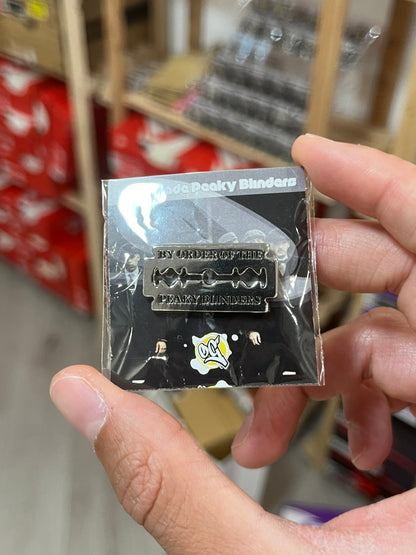 Peaky Blinders
BY ORDER OF THE
PEAKY BLINDERS